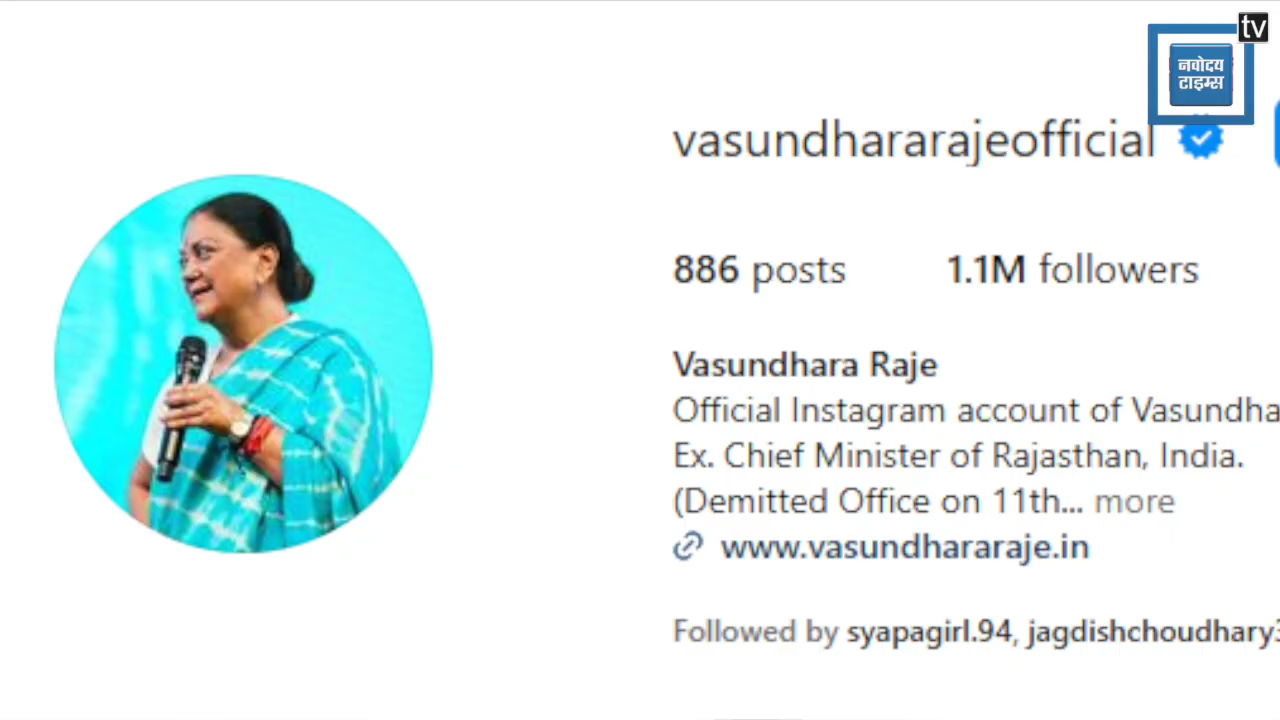 tv
नवोदय
टाइम्स
vasundhararajeofficial
886 posts 1.1M followers
Vasundhara Raje
Official Instagram account of Vasundha
Ex. Chief Minister of Rajasthan, India.
(Demitted Office on 11th... more
www.vasundhararaje.in
Followed by syapagirl.94, jagdishchoudhary3